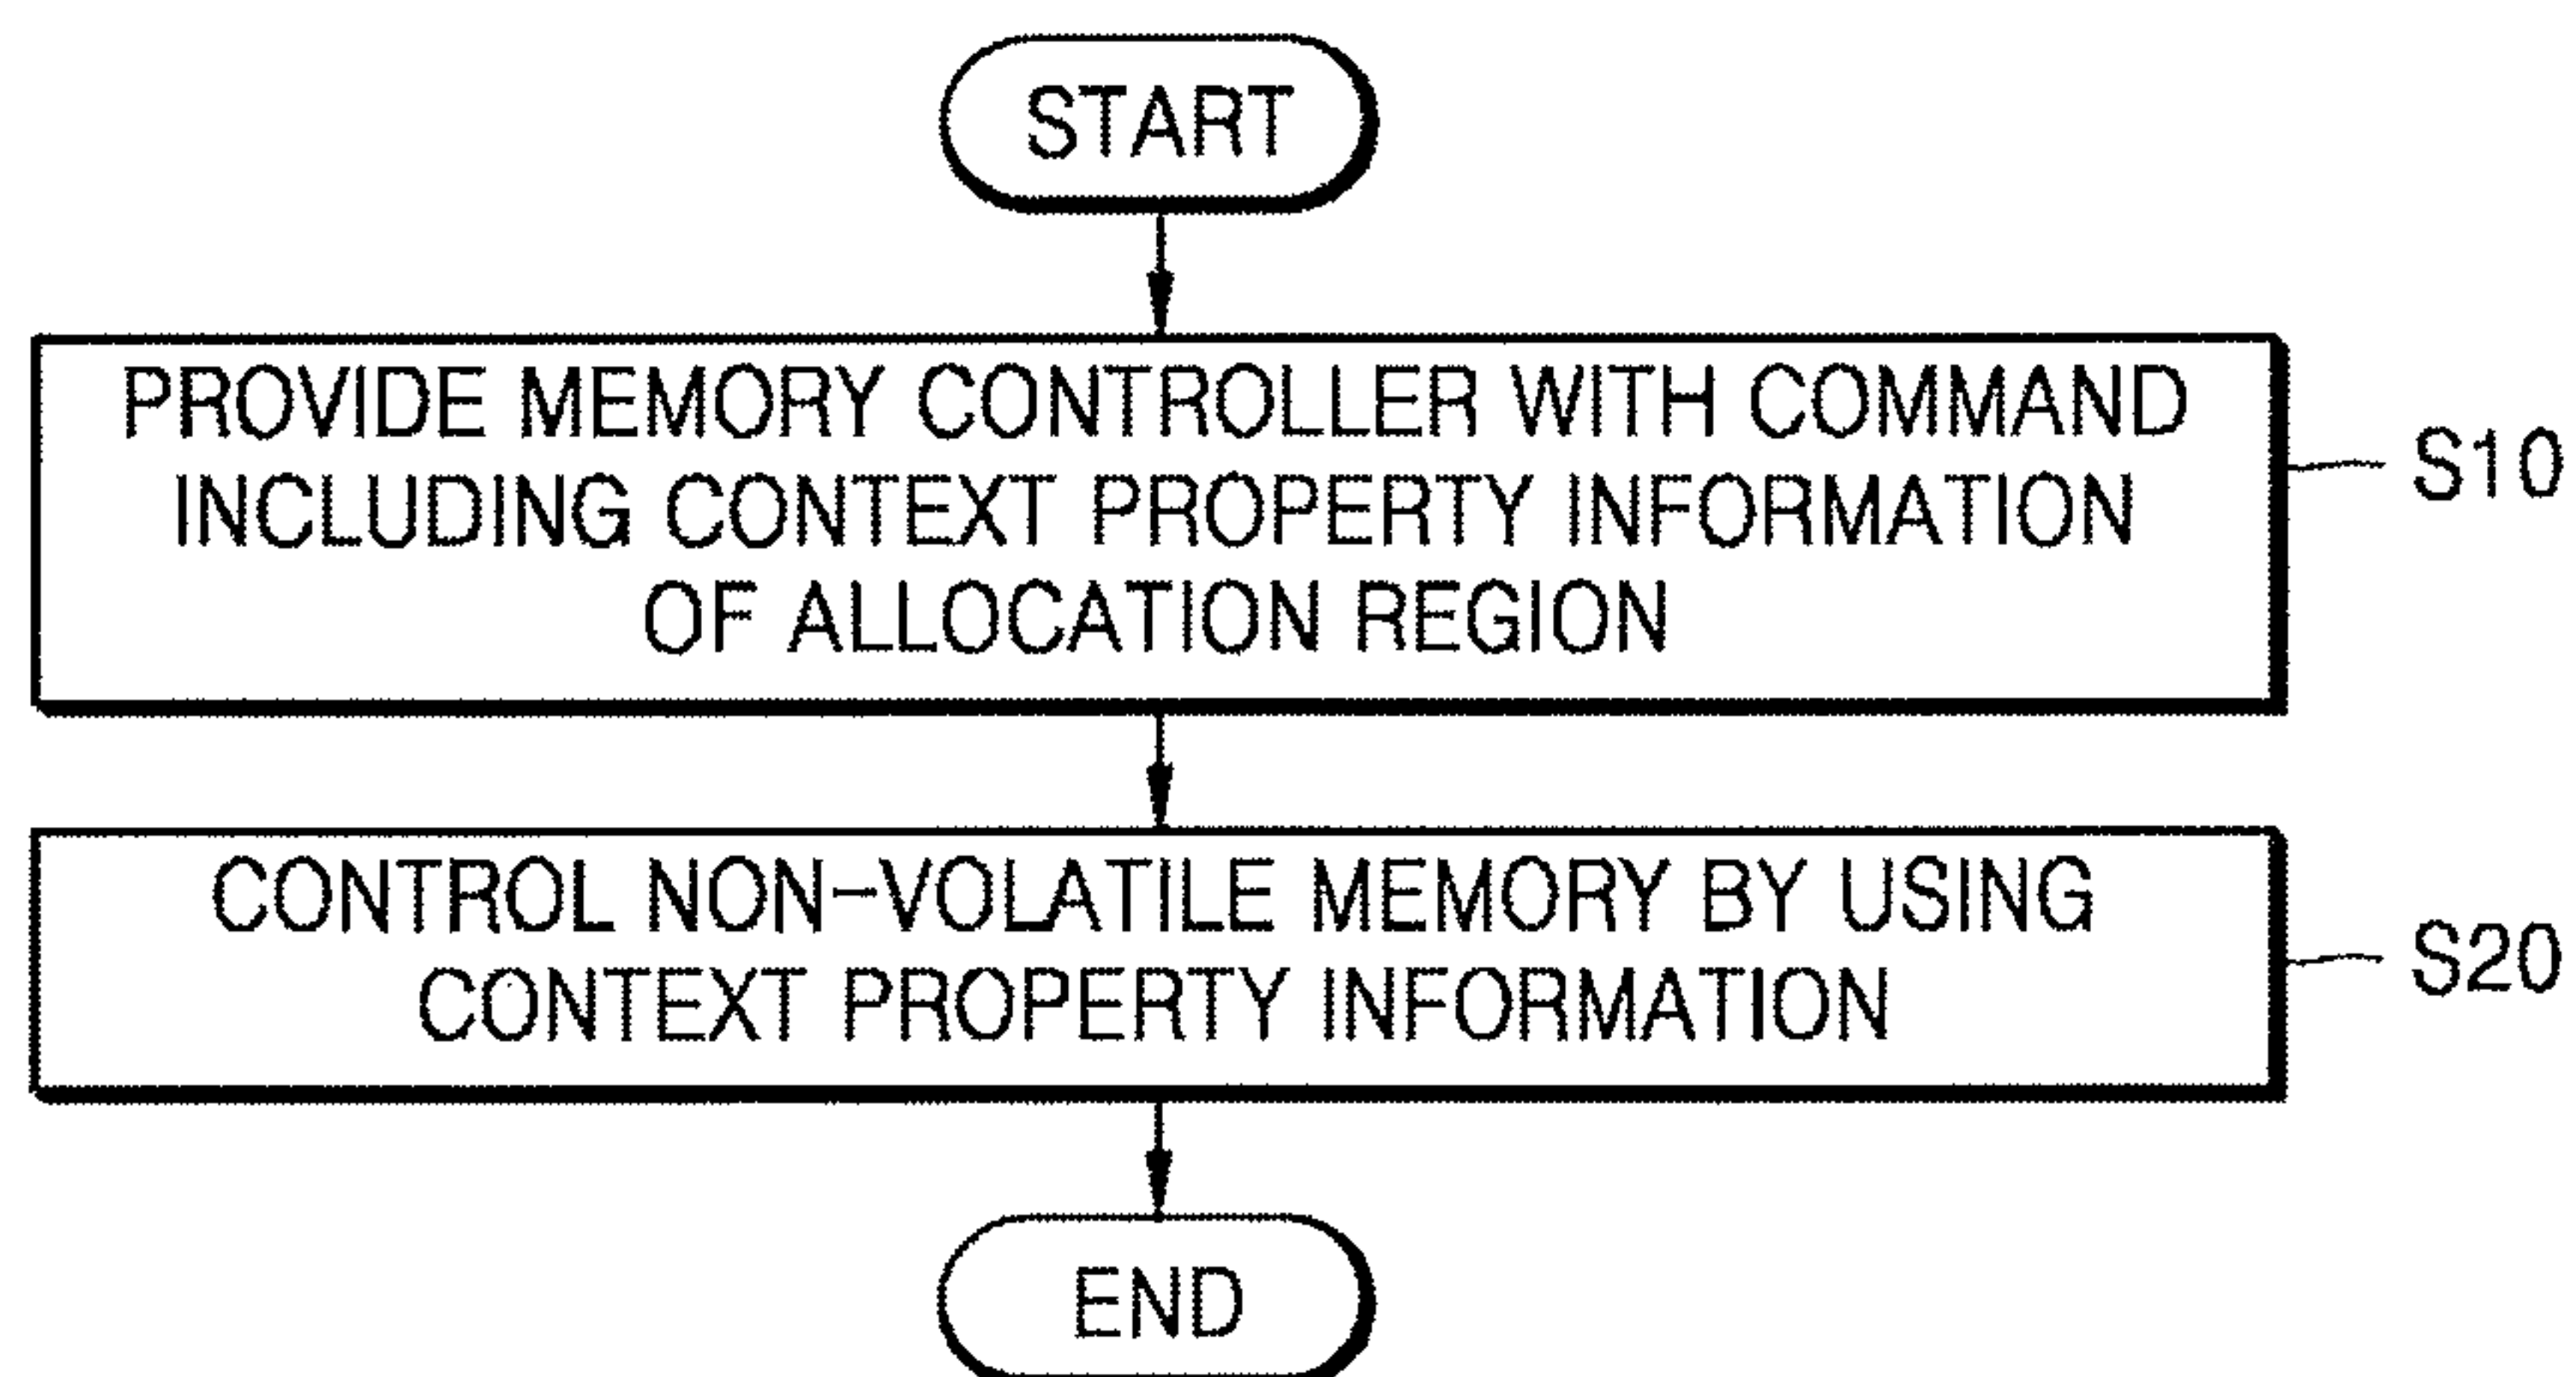 START
PROVIDE MEMORY CONTROLLER WITH COMMAND
INCLUDING CONTEXT PROPERTY INFORMATION
OF ALLOCATION REGION
S10
CONTROL NON-VOLATILE MEMORY BY USING
CONTEXT PROPERTY INFORMATION
S20
END